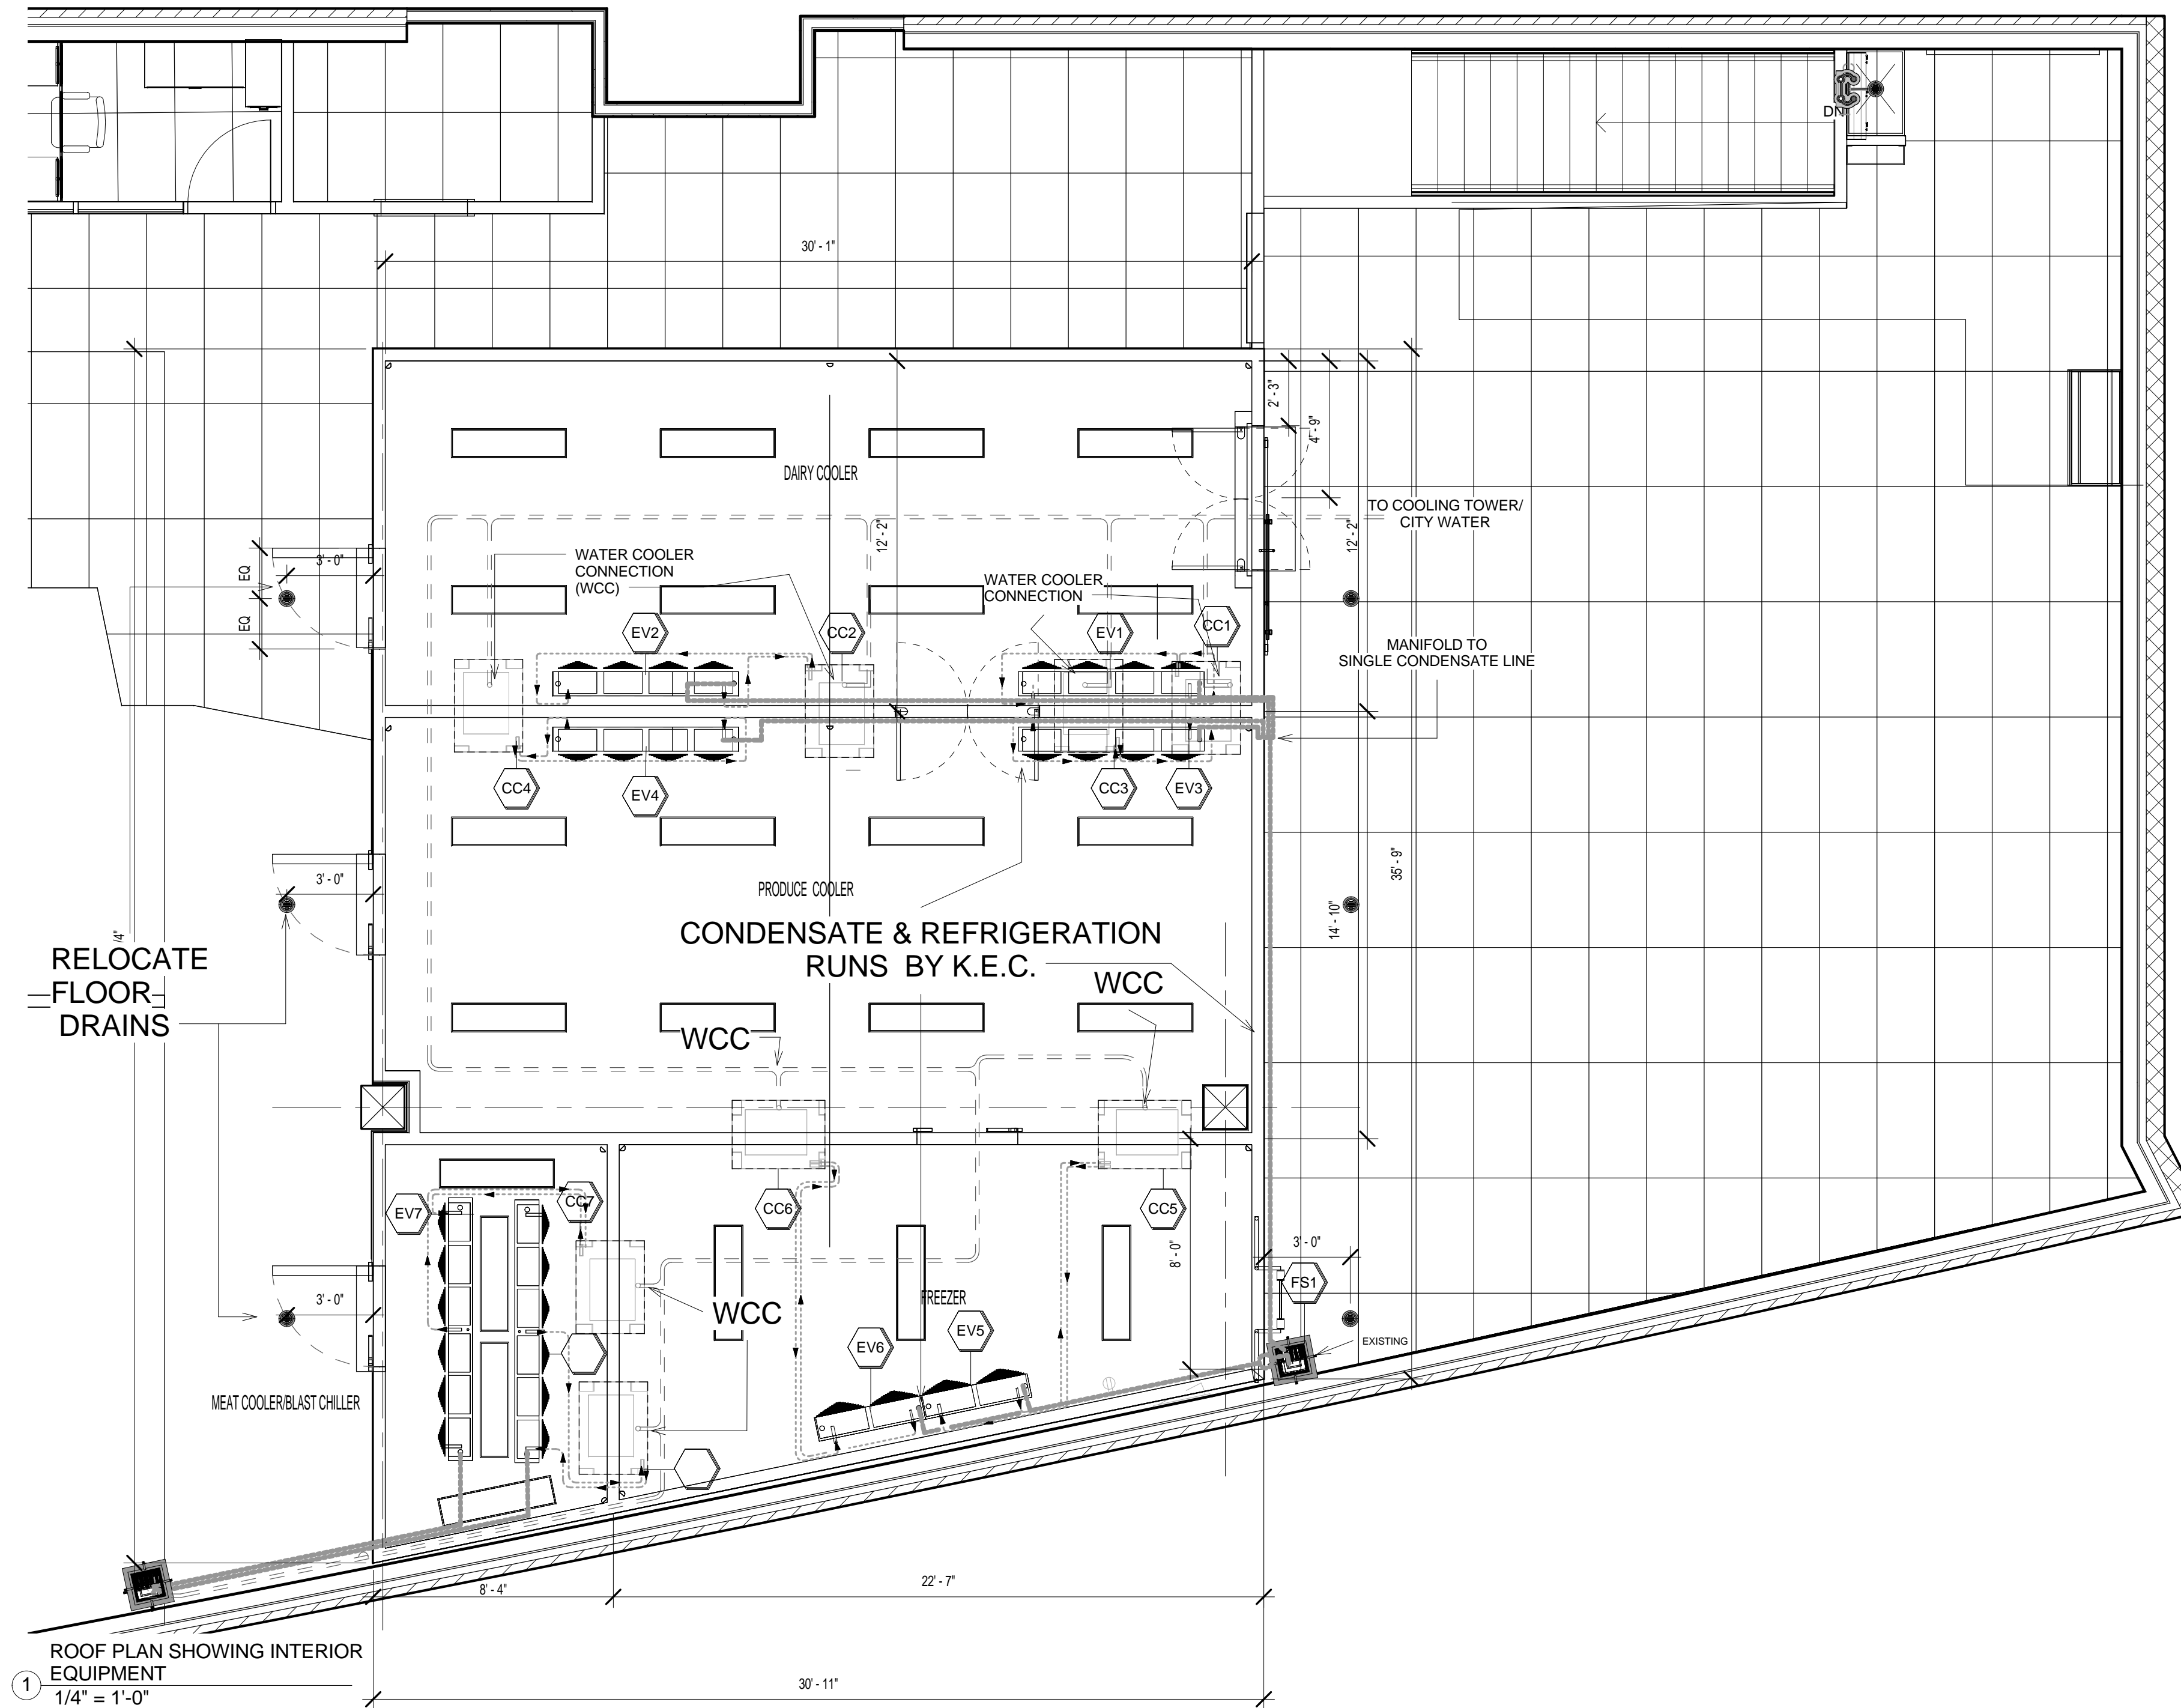 DN
30' - 1"
2' - 3"
4' - 9"
DAIRY COOLER
TO COOLING TOWER/
CITY WATER
12' - 2"
12' - 2"
WATER COOLER
CONNECTION
(WCC)
WATER COOLER
CONNECTION
3' - 0"
EQ
EQ
EV2
CC2
EV1
CC1
MANIFOLD TO
SINGLE CONDENSATE LINE
CC4
EV4
CC3
EV3
35' - 9"
3' - 0"
PRODUCE COOLER
14' - 10"
CONDENSATE & REFRIGERATION
RUNS BY K.E.C.
/4"
RELOCATE
FLOOR
DRAINS
WCC
WCC
EV7
CC7
CC6
CC5
8' - 0"
3' - 0"
FS1
3' - 0"
FREEZER
WCC
EV6
EV5
EXISTING
MEAT COOLER/BLAST CHILLER
8' - 4"
22' - 7"
ROOF PLAN SHOWING INTERIOR
EQUIPMENT
1
1/4" = 1'-0"
30' - 11"